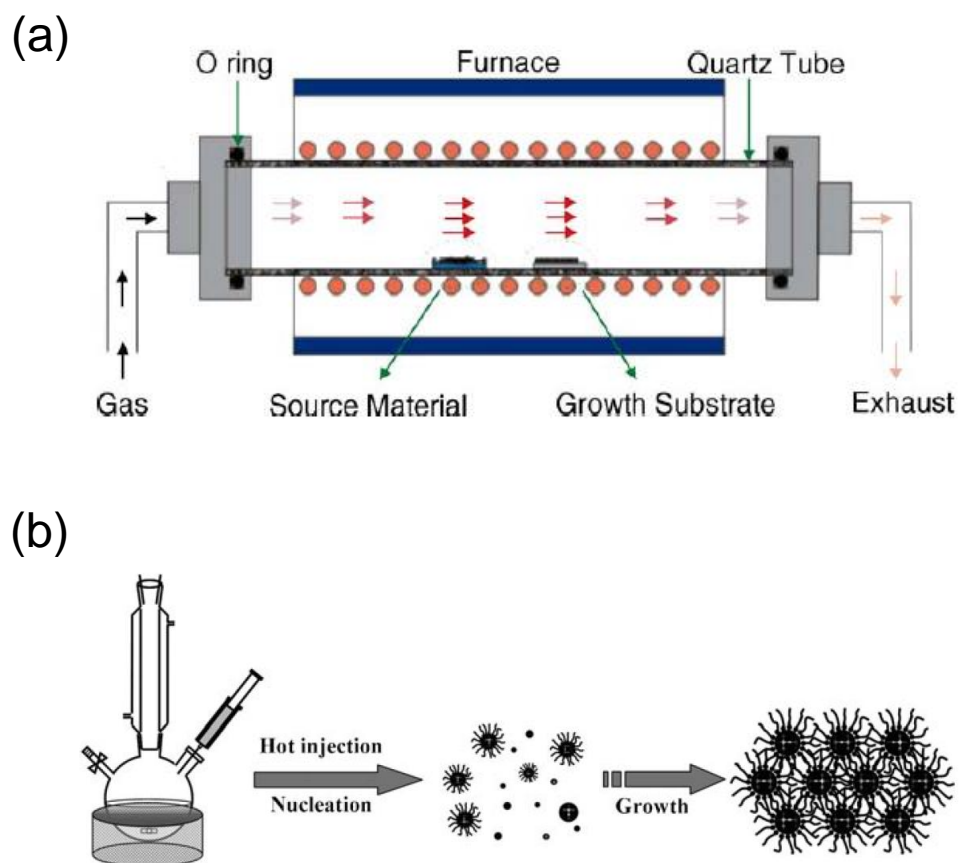 (a)
O ring
Furnace
Quartz Tube
Gas
Source Material
Growth Substrate
Exhaust
(b)
Hot injection
Nucleation
Growth